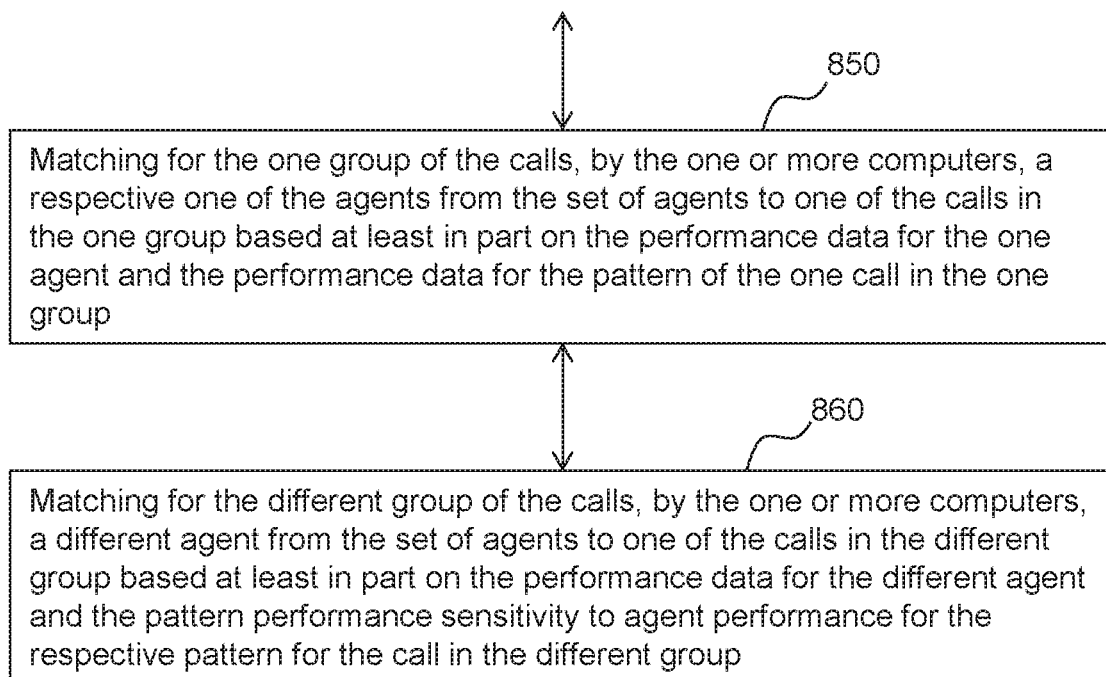 850
Matching for the one group of the calls, by the one or more computers, a
respective one of the agents from the set of agents to one of the calls in
the one group based at least in part on the performance data for the one
agent and the performance data for the pattern of the one call in the one
group
860
Matching for the different group of the calls, by the one or more computers,
a different agent from the set of agents to one of the calls in the different
group based at least in part on the performance data for the different agent
and the pattern performance sensitivity to agent performance for the
respective pattern for the call in the different group